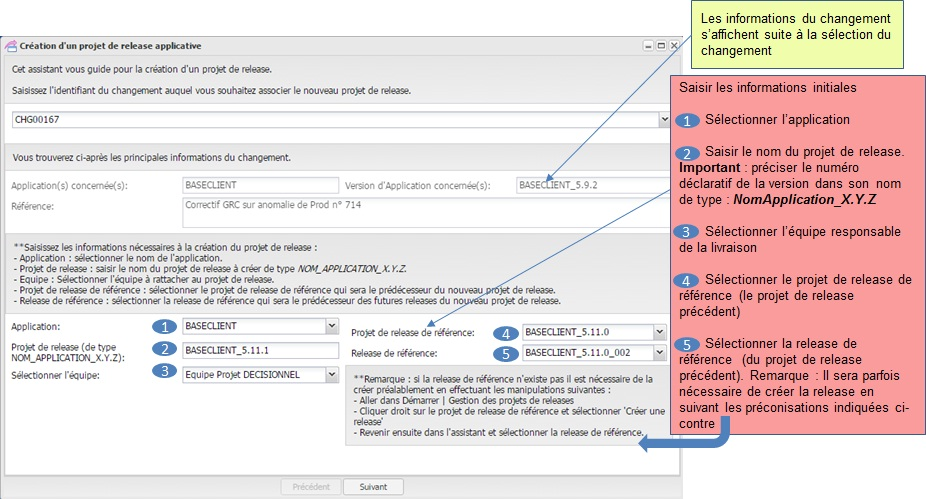 Les informations du changement
s'affichent suite à la sélection du
changement
Création d'un projet de release applicative
Cet assistant vous guide pour la création d'un projet de release.
Saisissez l'identifiant du changement auquel vous souhaitez associer le nouveau projet de release.
CHG00167
Vous trouverez ci-après les principales informations du changement.
Application(s) concernée(s):
BASECLIENT
Version d'Application concernée(s):
BASECLIENT_5.9.2
Référence:
Correctif GRC sur anomalie de Prod n° 714
**Saisissez les informations nécessaires à la création du projet de release :
- Application : sélectionner le nom de l'application.
- Projet de release : saisir le nom du projet de release à créer de type NOM_APPLICATION_X.Y.Z.
- Equipe : Sélectionner l'équipe à rattacher au projet de release.
- Projet de release de référence : sélectionner le projet de release de référence qui sera le prédécesseur du nouveau projet de release.
- Release de référence : sélectionner la release de référence qui sera le prédécesseur des futures releases du nouveau projet de release.
Application:
1
BASECLIENT
Projet de release (de type
NOM_APPLICATION_X.Y.Z):
2
BASECLIENT_5.11.1
Sélectionner l'équipe:
3
Equipe Projet DECISIONNEL
Projet de release de référence:
4
BASECLIENT_5.11.0
Release de référence:
5
BASECLIENT_5.11.0_002
**Remarque : si la release de référence n'existe pas il est nécessaire de la
créer préalablement en effectuant les manipulations suivantes :
- Aller dans Démarrer | Gestion des projets de releases
- Cliquer droit sur le projet de release de référence et sélectionner 'Créer une
release'
- Revenir ensuite dans l'assistant et sélectionner la release de référence.
Précédent
Suivant
Saisir les informations initiales
1 Sélectionner l'application
2 Saisir le nom du projet de release.
Important : préciser le numéro
déclaratif de la version dans son nom
de type : NomApplication_X.Y.Z
3 Sélectionner l'équipe responsable
de la livraison
4 Sélectionner le projet de release de
référence (le projet de release
précédent)
5 Sélectionner la release de
référence (du projet de release
précédent). Remarque : Il sera parfois
nécessaire de créer la release en
suivant les préconisations indiquées ci-
contre